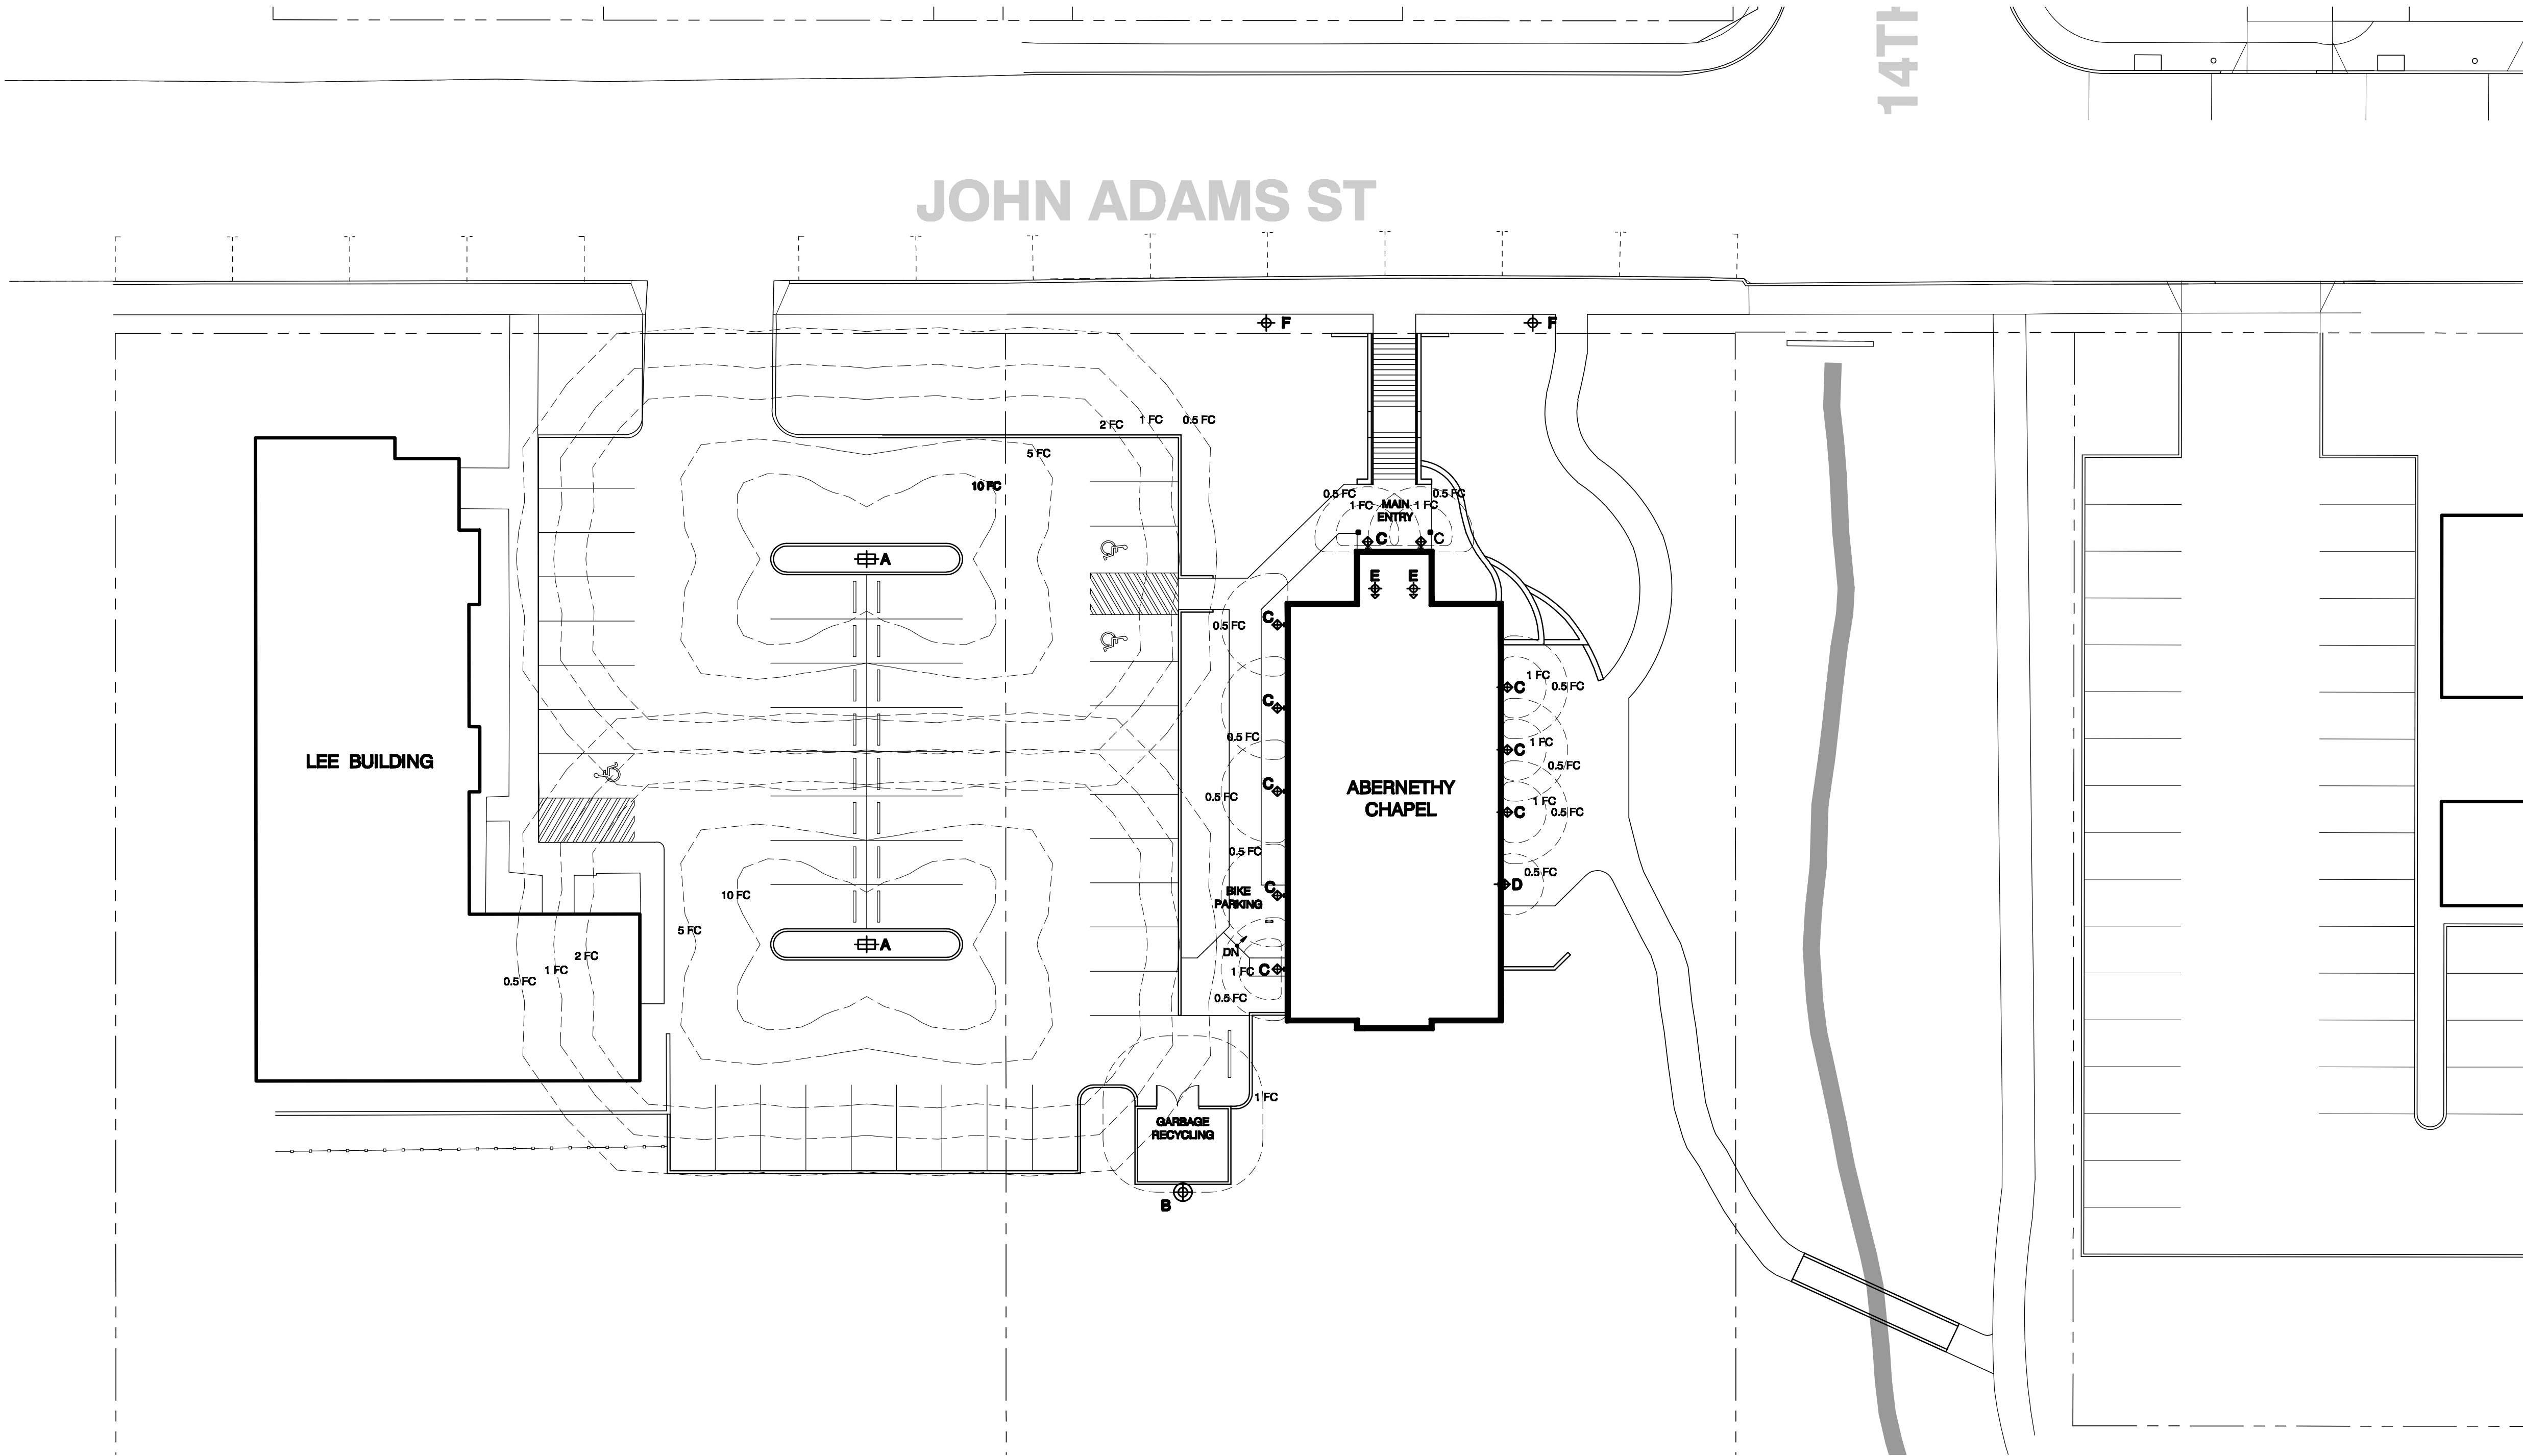 14TH
JOHN ADAMS ST
F
F
2 FC
1 FC
0.5 FC
5 FC
10 FC
0.5 FC
0.5 FC
1 FC
MAIN
ENTRY
1 FC
C
C
A
E
E
C
0.5 FC
1 FC
C
0.5 FC
C
0.5 FC
1 FC
C
0.5 FC
LEE BUILDING
C
0.5 FC
ABERNETHY
CHAPEL
1 FC
C
0.5 FC
0.5 FC
0.5 FC
D
C
BIKE
PARKING
10 FC
5 FC
A
DN
2 FC
1 FC
0.5 FC
1 FC
C
0.5 FC
1 FC
GARBAGE
RECYCLING
B